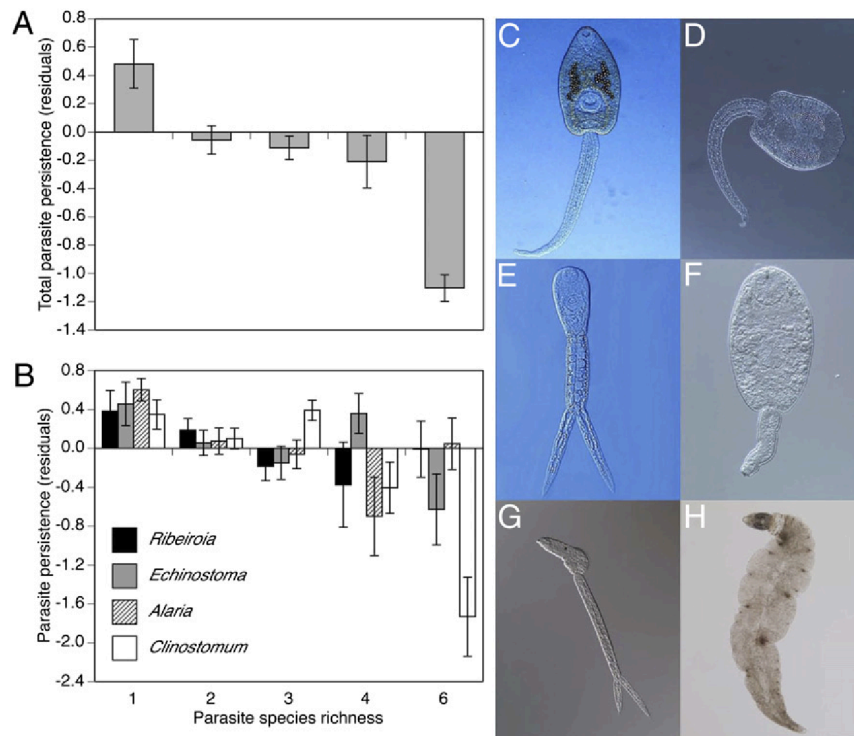 A
Total parasite persistence (residuals)
0.8
0.6
0.4
0.2
0.0
-0.2
-0.4
-0.6
-0.8
-1.0
-1.2
-1.4
B
Parasite persistence (residuals)
0.8
0.4
0.0
-0.4
-0.8
-1.2
-1.6
-2.0
-2.4
Ribeiroia
Echinostoma
Alaria
Clinostomum
1 2 3 4 6
Parasite species richness
C
D
E
F
G
H